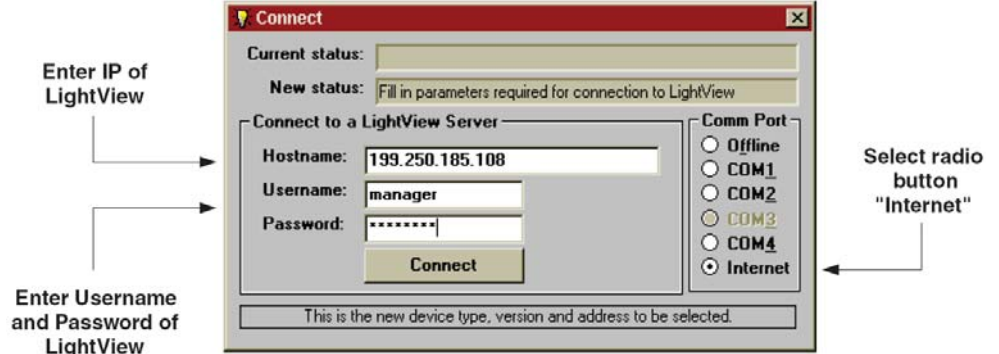 Connect
Current status:
New status: Fill in parameters required for connection to LightView
Enter IP of
LightView
Connect to a LightView Server
Hostname: 199.250.185.108
Username: manager
Password: ********
Connect
Comm Port
Offline
COM1
COM2
COM3
COM4
Internet
Select radio
button
"Internet"
Enter Username
and Password of
LightView
This is the new device type, version and address to be selected.